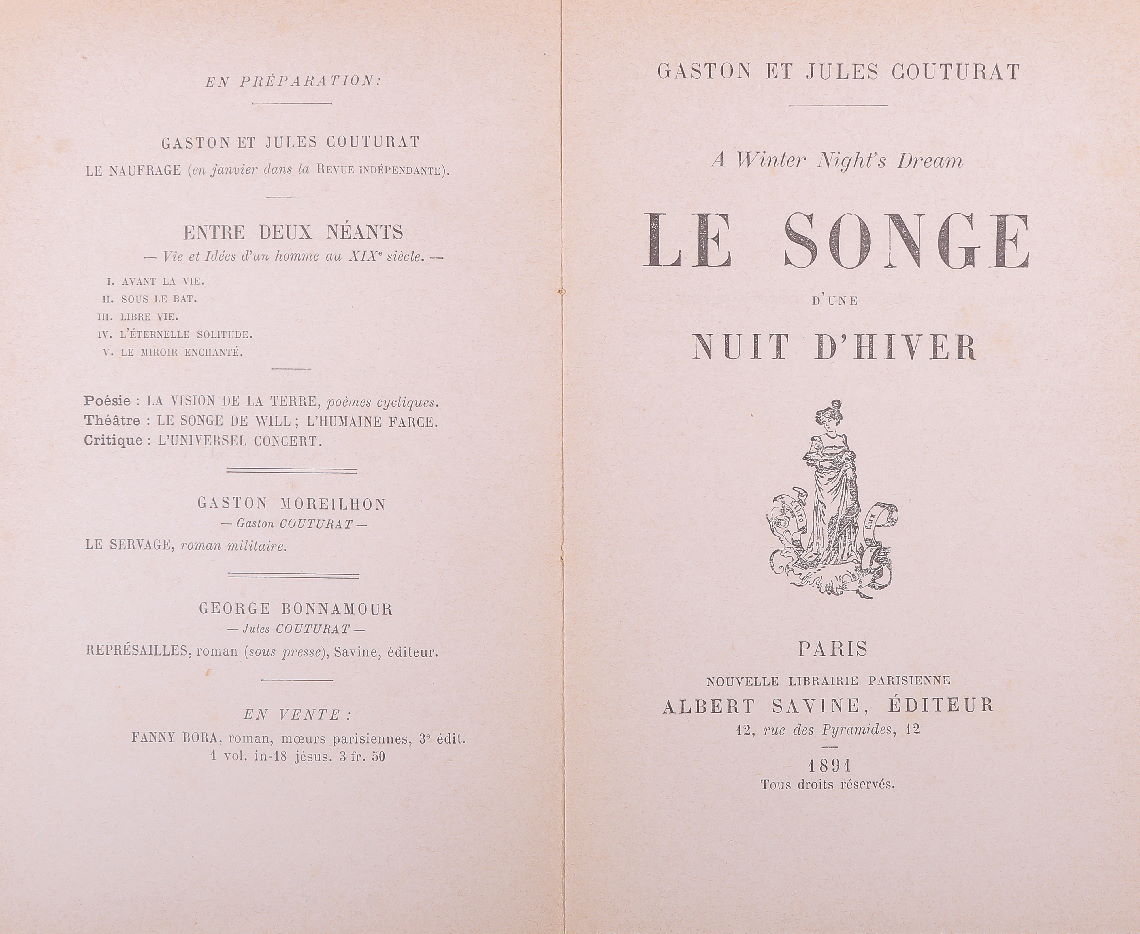 EN PRÉPARATION:
GASTON ET JULES COUTURAT
LE NAUFRAGE (en janvier dans la REVUE INDÉPENDANTE).
ENTRE DEUX NÉANTS
— Vie et Idées d'un homme au XIXe siècle. —
I. AVANT LA VIE.
II. SOUS LE BAT.
III. LIBRE VIE.
IV. L'ÉTERNELLE SOLITUDE.
V. LE MIROIR ENCHANTÉ.
Poésie : LA VISION DE LA TERRE, poèmes cycliques.
Théâtre : LE SONGE DE WILL ; L'HUMAINE FARCE.
Critique : L'UNIVERSEL CONCERT.
GASTON MOREILHON
— Gaston COUTURAT —
LE SERVAGE, roman militaire.
GEORGE BONNAMOUR
— Jules COUTURAT —
REPRÉSAILLES, roman (sous presse), Savine, éditeur.
EN VENTE :
FANNY BORA, roman, mœurs parisiennes, 3e édit.
1 vol. in-18 jésus. 3 fr. 50
GASTON ET JULES COUTURAT
A Winter Night's Dream
LE SONGE
D'UNE
NUIT D'HIVER
PARIS
NOUVELLE LIBRAIRIE PARISIENNE
ALBERT SAVINE, ÉDITEUR
12, rue des Pyramides, 12
1891
Tous droits réservés.